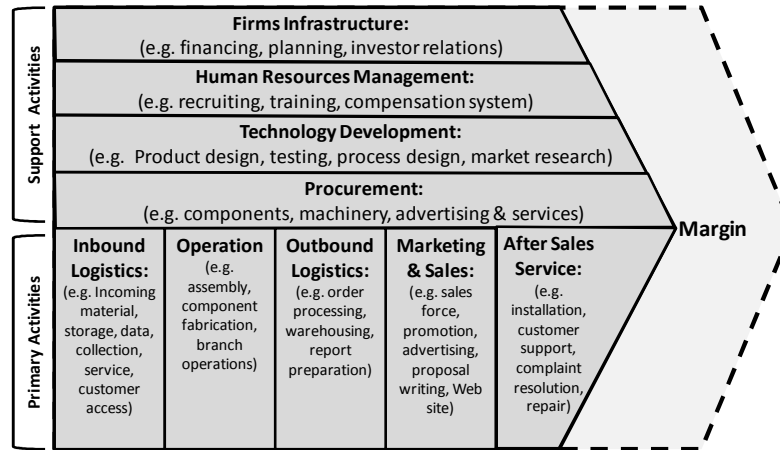 Support Activities
Firms Infrastructure:
(e.g. financing, planning, investor relations)
Human Resources Management:
(e.g. recruiting, training, compensation system)
Technology Development:
(e.g.  Product design, testing, process design, market research)
Procurement:
(e.g. components, machinery, advertising & services)
Margin
Primary Activities
Inbound
Logistics:
(e.g. Incoming
material,
storage, data,
collection,
service,
customer
access)
Operation
(e.g.
assembly,
component
fabrication,
branch
operations)
Outbound
Logistics:
(e.g. order
processing,
warehousing,
report
preparation)
Marketing
& Sales:
(e.g. sales
force,
promotion,
advertising,
proposal
writing, Web
site)
After Sales
Service:
(e.g.
installation,
customer
support,
complaint
resolution,
repair)